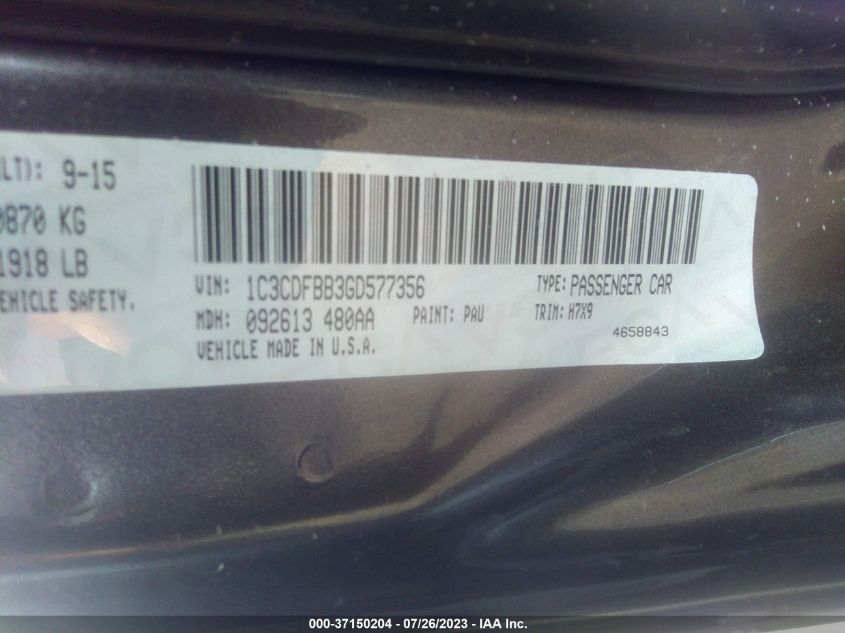 LT): 9-15
0870 KG
1918 LB
EHICLE SAFETY.
VIN: 1C3CDFBB3GD577356 TYPE: PASSENGER CAR
MDH: 092613 480AA PAINT: PAU TRIM: H7X9
VEHICLE MADE IN U.S.A. 4658843
000-37150204 / 07/26/2023 - IAA Inc.